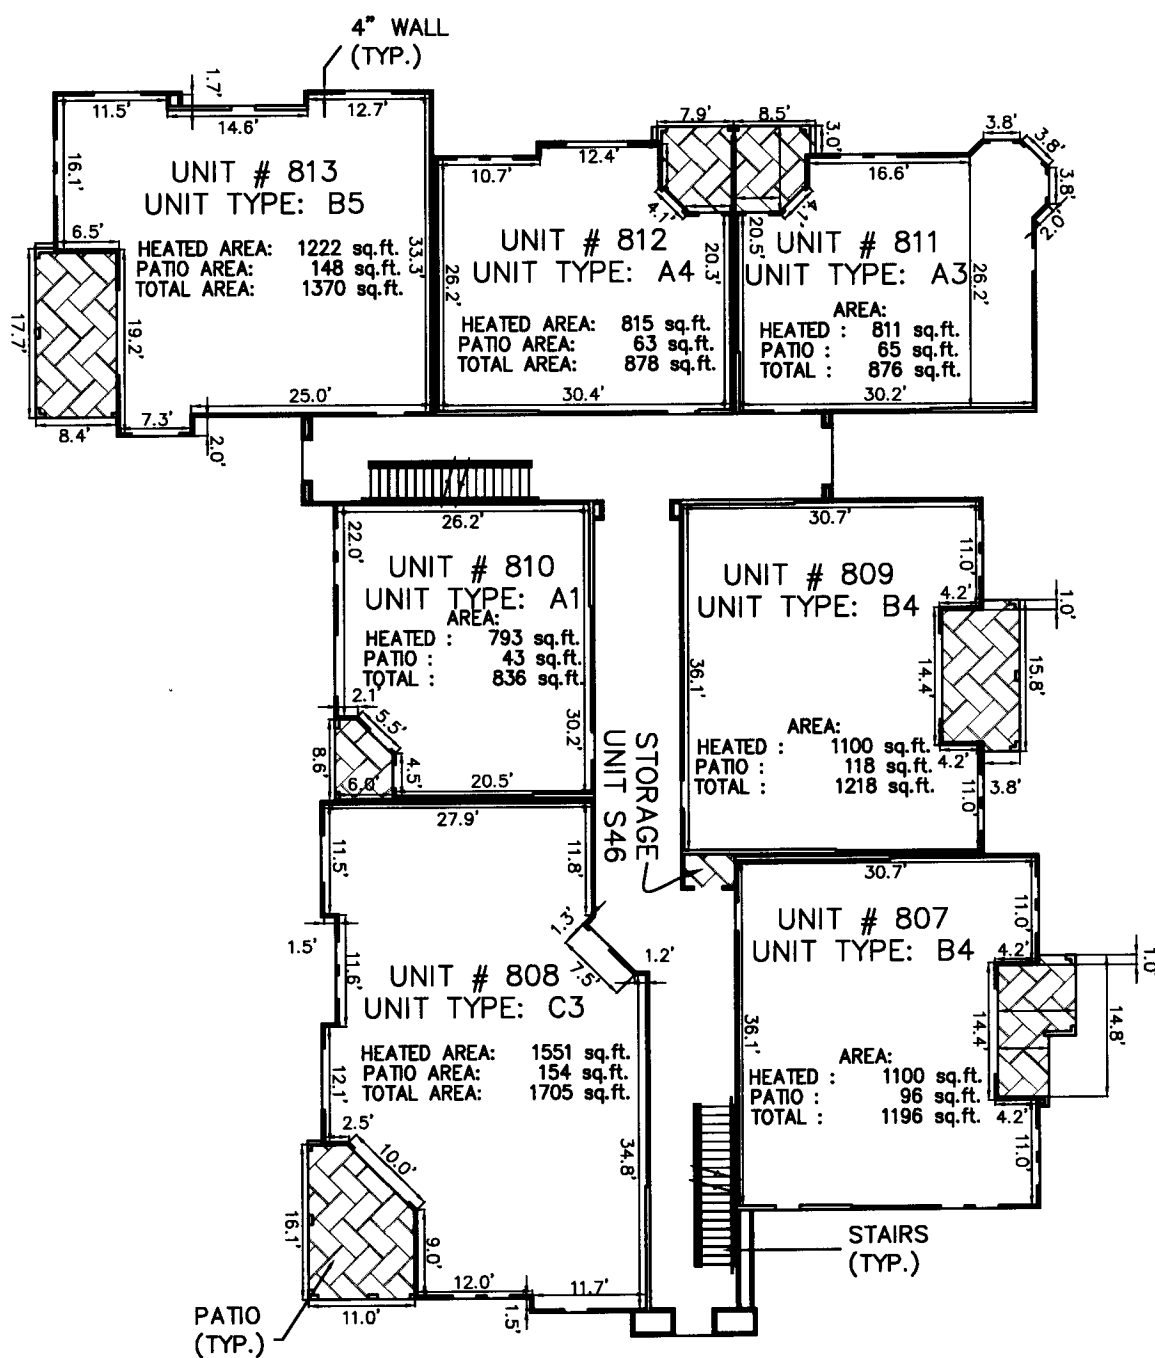 4" WALL
(TYP.)
1.7'
11.5'
14.6'
12.7'
16.1'
UNIT # 813
UNIT TYPE: B5
6.5'
HEATED AREA: 1222 sq.ft.
PATIO AREA: 148 sq.ft.
TOTAL AREA: 1370 sq.ft.
33.3'
17.7'
19.2'
25.0'
7.3'
8.4'
2.0'
7.9'
8.5'
3.0'
10.7'
12.4'
4.1'
UNIT # 812
UNIT TYPE: A4
20.3'
26.2'
HEATED AREA: 815 sq.ft.
PATIO AREA: 63 sq.ft.
TOTAL AREA: 878 sq.ft.
30.4'
3.8'
3.8'
3.8'
2.0'
16.6'
4.1'
20.5'
UNIT # 811
UNIT TYPE: A3
26.2'
AREA:
HEATED : 811 sq.ft.
PATIO : 65 sq.ft.
TOTAL : 876 sq.ft.
30.2'
26.2'
22.0'
UNIT # 810
UNIT TYPE: A1
AREA:
HEATED : 793 sq.ft.
PATIO : 43 sq.ft.
TOTAL : 836 sq.ft.
2.1'
5.5'
30.2'
8.6'
6.0'
4.5'
20.5'
30.7'
11.0'
UNIT # 809
UNIT TYPE: B4
4.2'
1.0'
36.1'
14.4'
15.8'
AREA:
HEATED : 1100 sq.ft.
PATIO : 118 sq.ft.
TOTAL : 1218 sq.ft.
4.2'
3.8'
11.0'
STORAGE
UNIT S46
27.9'
11.5'
11.8'
1.3'
7.5'
1.2'
1.5'
11.6'
UNIT # 808
UNIT TYPE: C3
HEATED AREA: 1551 sq.ft.
PATIO AREA: 154 sq.ft.
TOTAL AREA: 1705 sq.ft.
12.1'
2.5'
10.0'
34.8'
16.1'
9.0'
12.0'
11.7'
11.0'
1.5'
PATIO
(TYP.)
30.7'
11.0'
UNIT # 807
UNIT TYPE: B4
4.2'
1.0'
36.1'
14.4'
14.8'
AREA:
HEATED : 1100 sq.ft.
PATIO : 96 sq.ft.
TOTAL : 1196 sq.ft.
4.2'
11.0'
STAIRS
(TYP.)